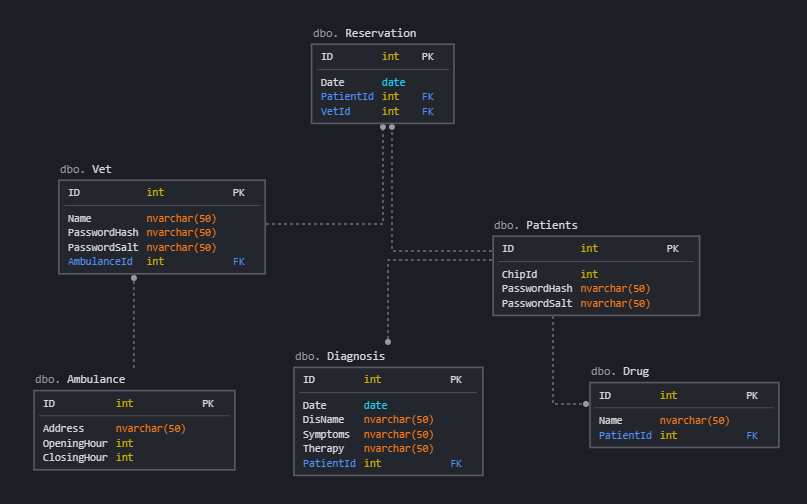 dbo. Reservation
ID int PK
Date date
PatientId int FK
VetId int FK
dbo. Vet
ID int PK
Name nvarchar(50)
PasswordHash nvarchar(50)
PasswordSalt nvarchar(50)
AmbulanceId int FK
dbo. Patients
ID int PK
ChipId int
PasswordHash nvarchar(50)
PasswordSalt nvarchar(50)
dbo. Ambulance
ID int PK
Address nvarchar(50)
OpeningHour int
ClosingHour int
dbo. Diagnosis
ID int PK
Date date
DisName nvarchar(50)
Symptoms nvarchar(50)
Therapy nvarchar(50)
PatientId int FK
dbo. Drug
ID int PK
Name nvarchar(50)
PatientId int FK